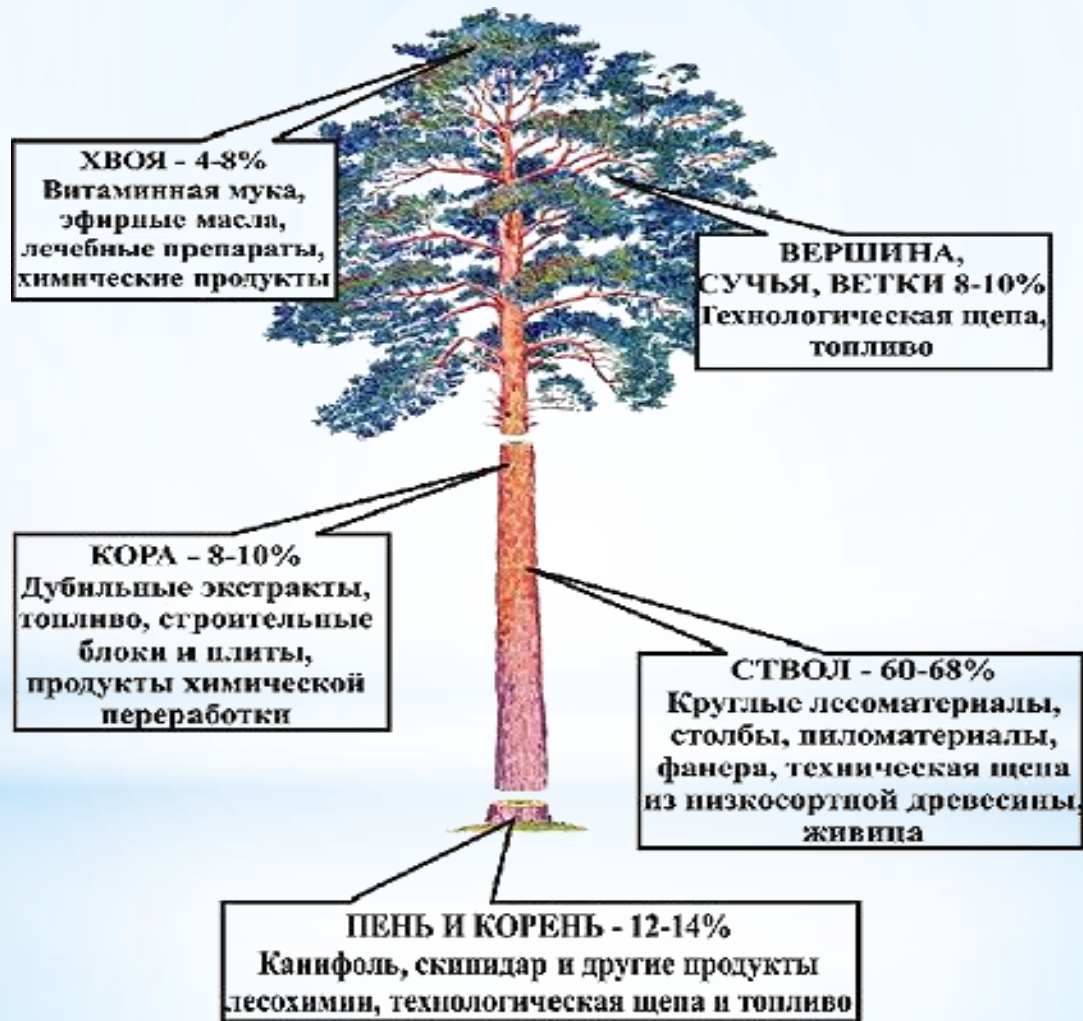 ХВОЯ - 4-8%
Витаминная мука,
эфирные масла,
лечебные препараты,
химические продукты
ВЕРШИНА,
СУЧЬЯ, ВЕТКИ 8-10%
Технологическая щепа,
топливо
КОРА - 8-10%
Дубильные экстракты,
топливо, строительные
блоки и плиты,
продукты химической
переработки
СТВОЛ - 60-68%
Круглые лесоматериалы,
столбы, пиломатериалы,
фанера, техническая щепа
из низкосортной древесины,
живица
ПЕНЬ И КОРЕНЬ - 12-14%
Канифоль, скипидар и другие продукты
лесохимии, технологическая щепа и топливо